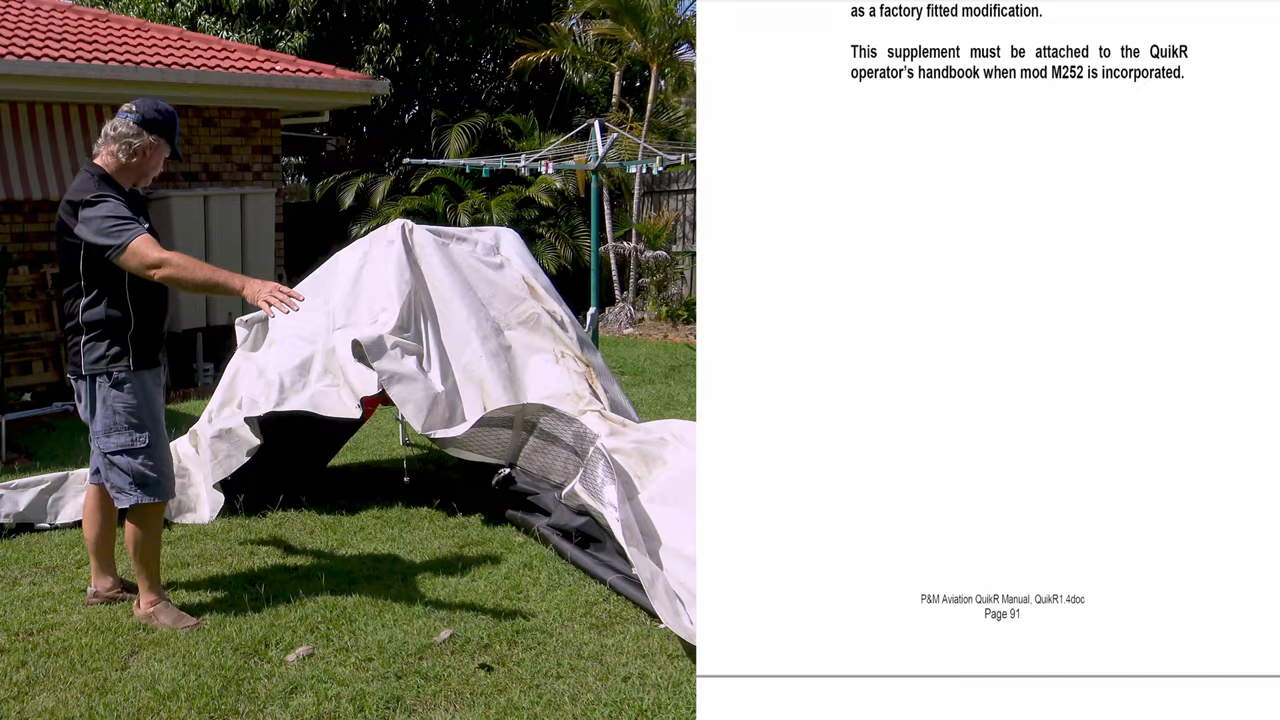 as a factory fitted modification.
This supplement must be attached to the QuikR
operator's handbook when mod M252 is incorporated.
P&M Aviation QuikR Manual, QuikR1.4doc
Page 91